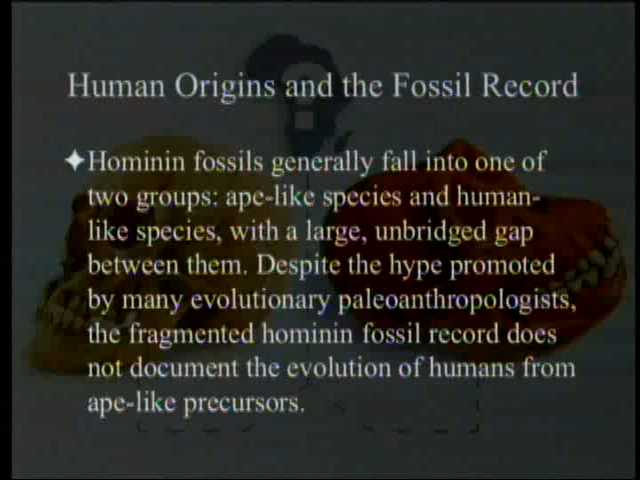 Human Origins and the Fossil Record
✦Hominin fossils generally fall into one of
two groups: ape-like species and human-
like species, with a large, unbridged gap
between them. Despite the hype promoted
by many evolutionary paleoanthropologists,
the fragmented hominin fossil record does
not document the evolution of humans from
ape-like precursors.